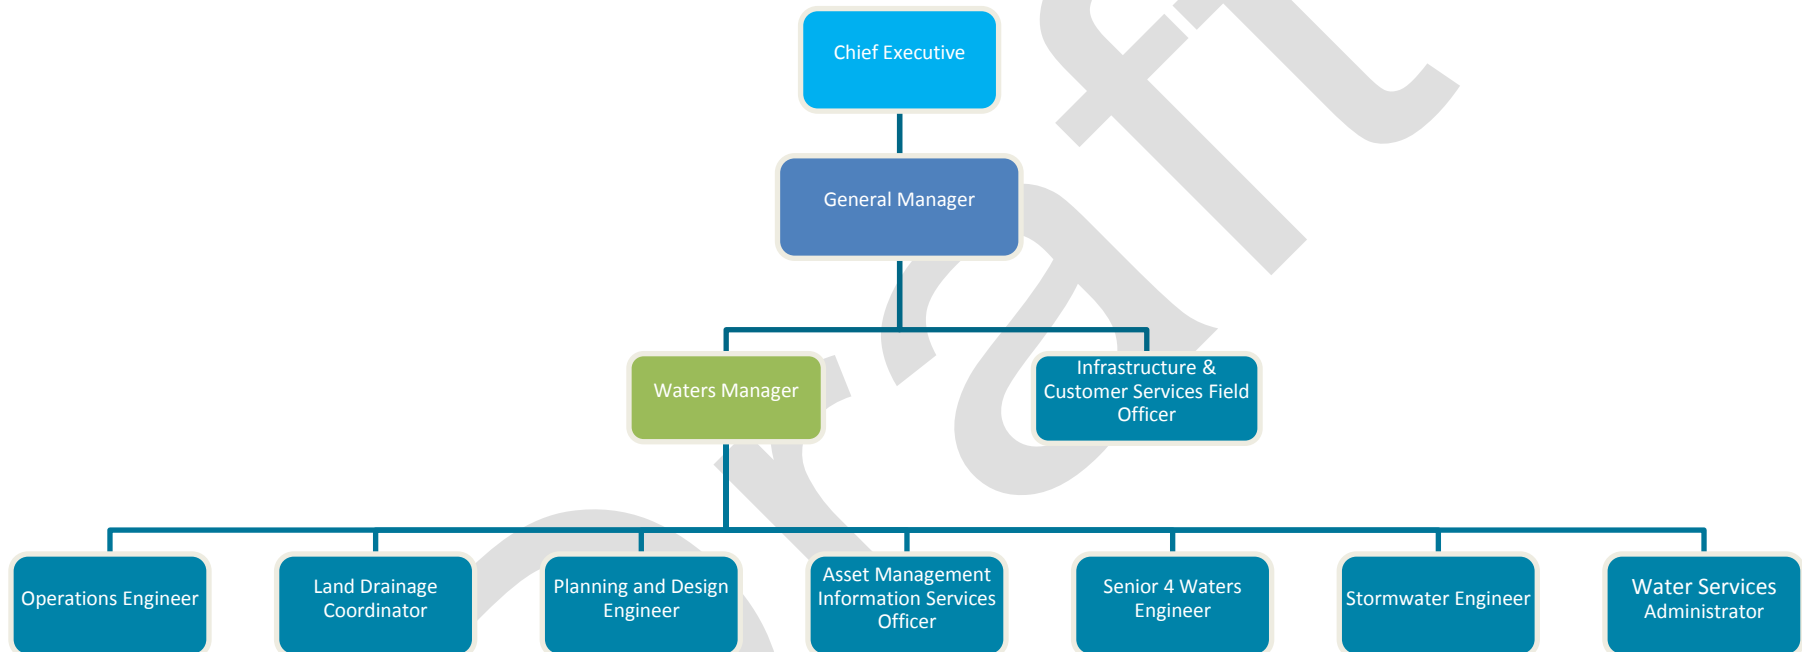 Chief Executive
General Manager
Waters Manager
Infrastructure &
Customer Services Field
Officer
Operations Engineer
Land Drainage
Coordinator
Planning and Design
Engineer
Asset Management
Information Services
Officer
Senior 4 Waters
Engineer
Stormwater Engineer
Water Services
Administrator
Draft